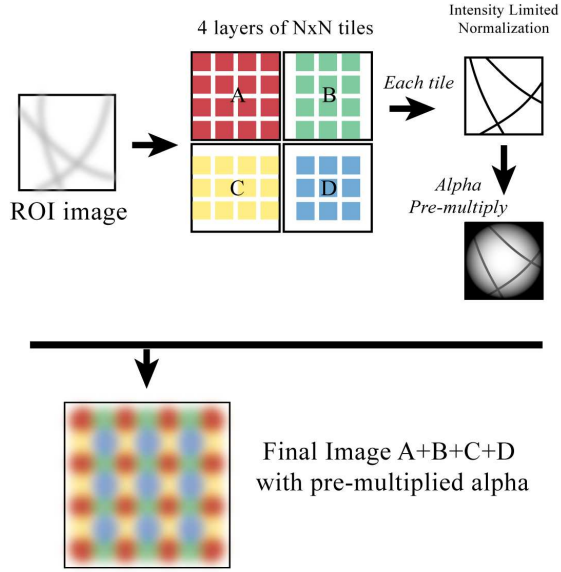 4 layers of NxN tiles
Intensity Limited
Normalization
A
B
Each tile
C
D
ROI image
Alpha
Pre-multiply
Final Image A+B+C+D
with pre-multiplied alpha